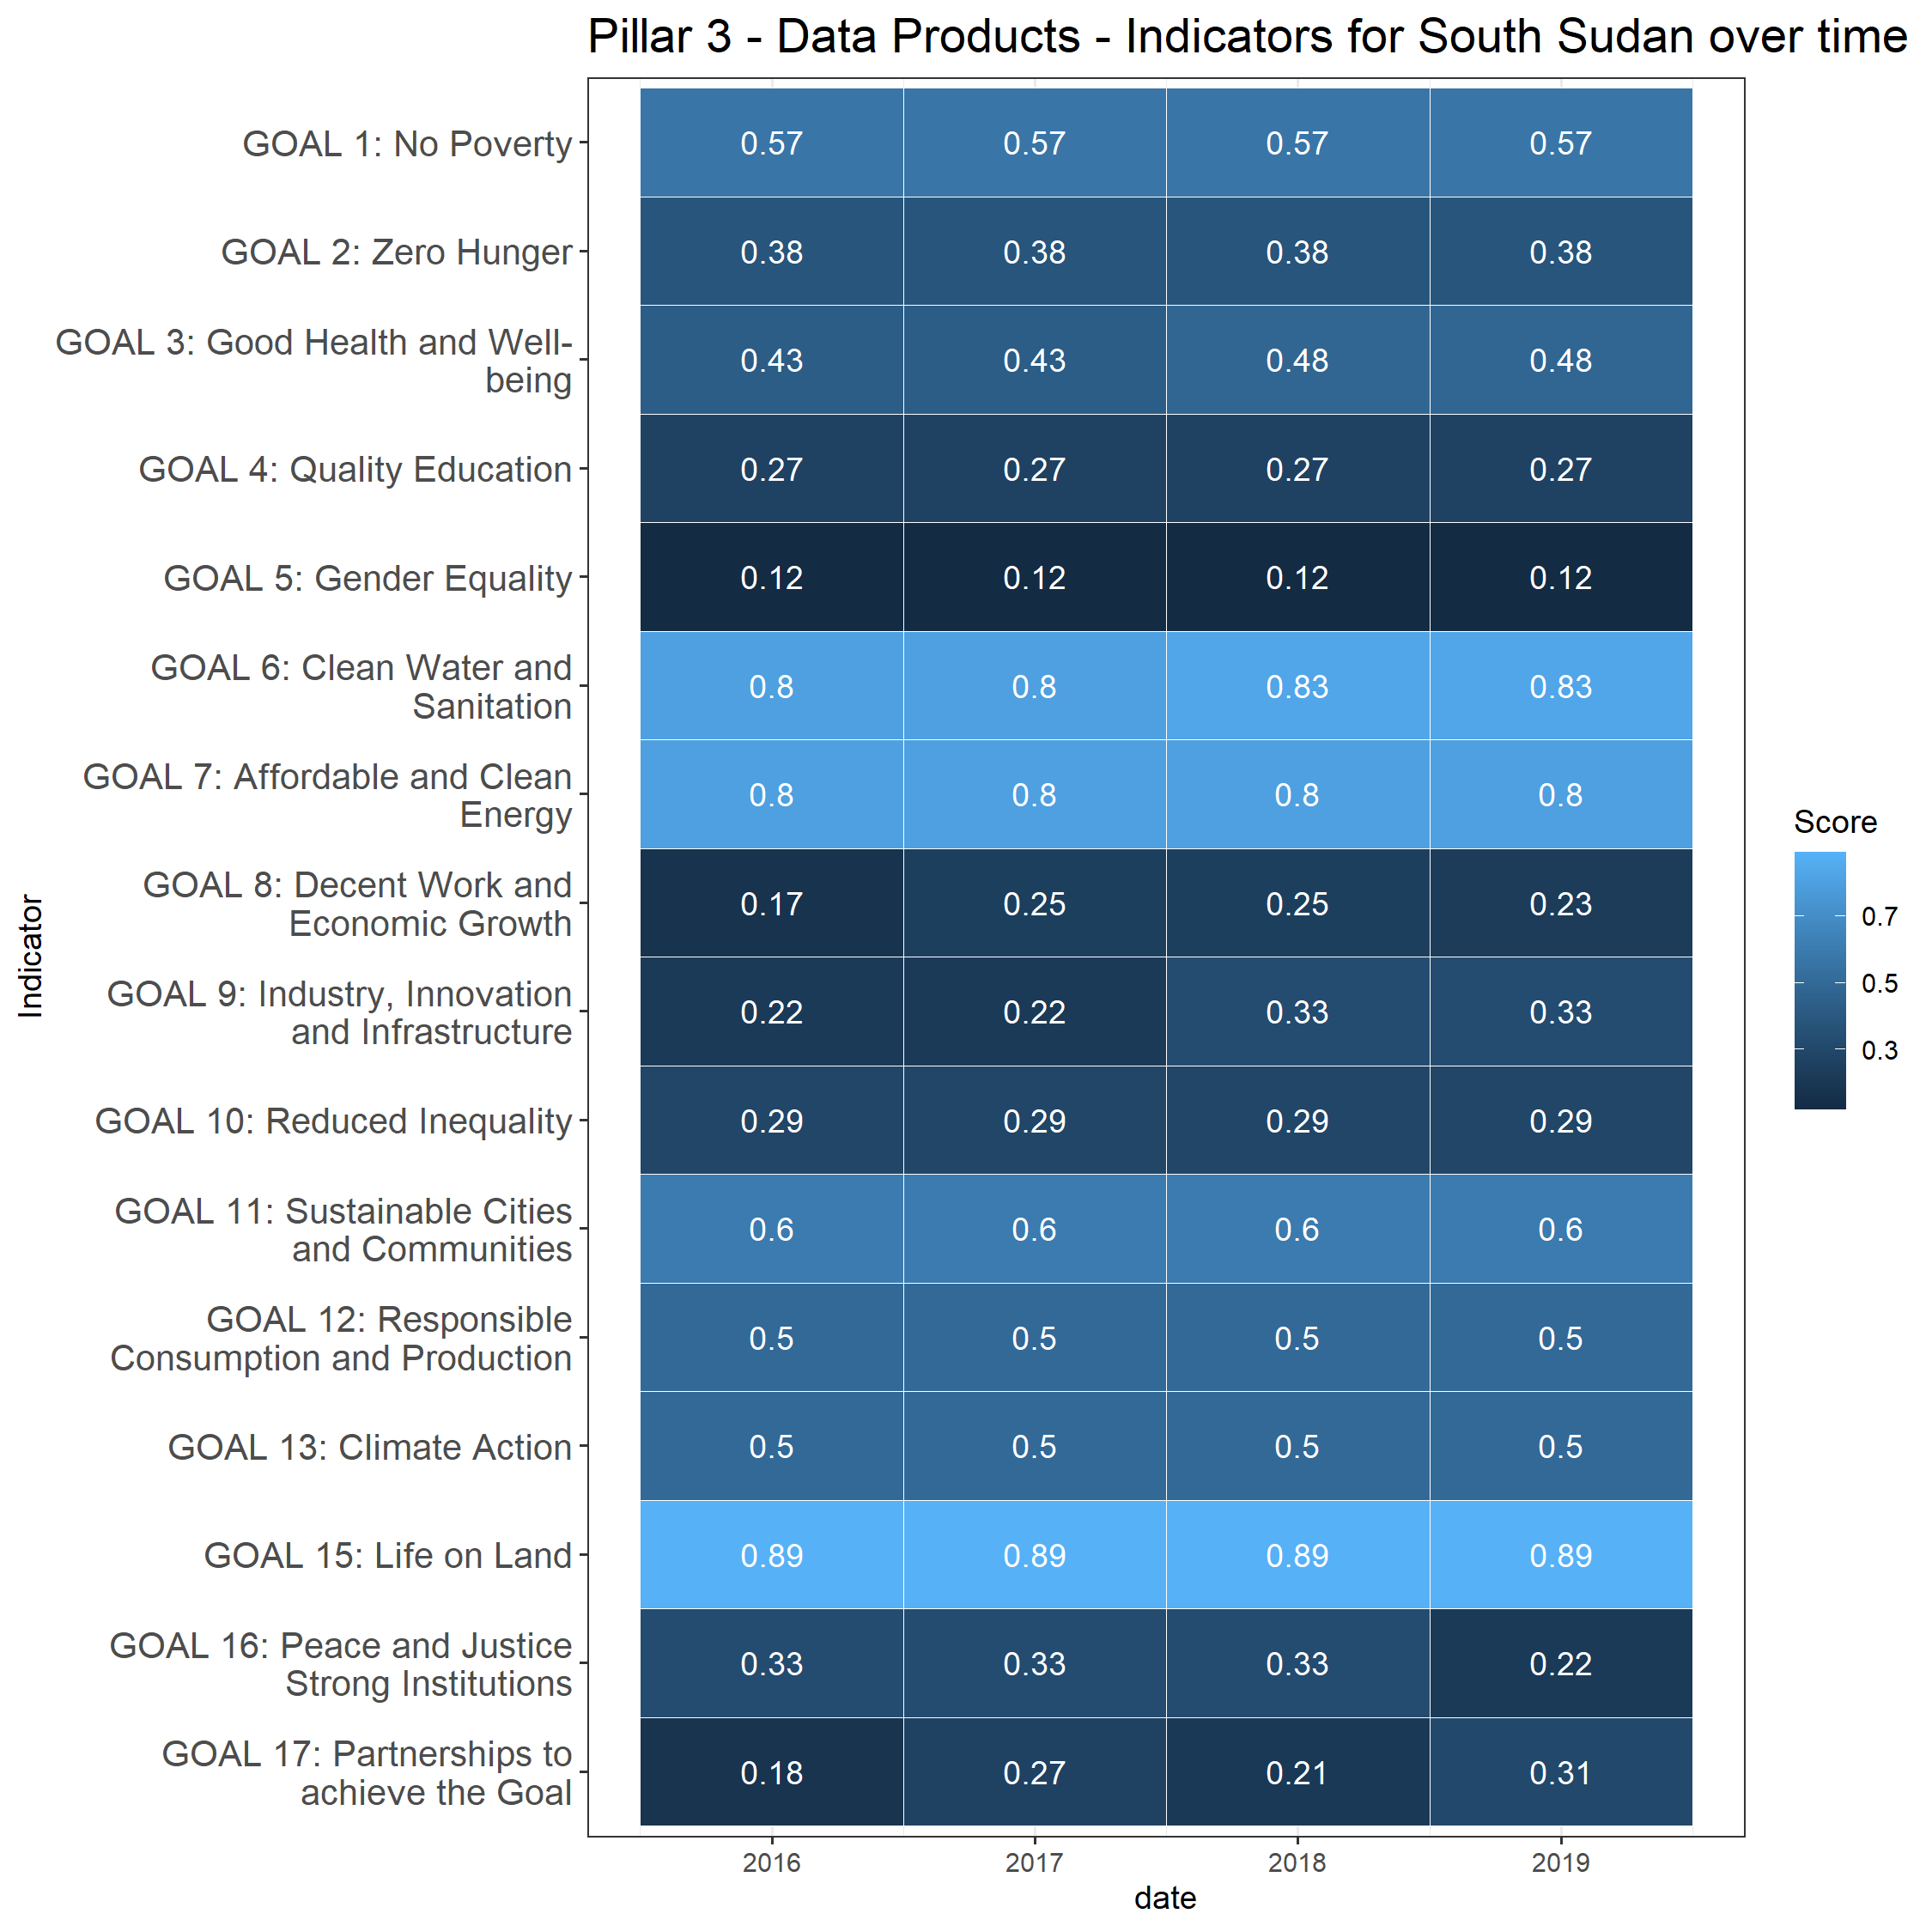 Pillar 3 - Data Products - Indicators for South Sudan over time
GOAL 1: No Poverty
0.57 0.57 0.57 0.57
GOAL 2: Zero Hunger
0.38 0.38 0.38 0.38
GOAL 3: Good Health and Well-
being
0.43 0.43 0.48 0.48
GOAL 4: Quality Education
0.27 0.27 0.27 0.27
GOAL 5: Gender Equality
0.12 0.12 0.12 0.12
GOAL 6: Clean Water and
Sanitation
0.8 0.8 0.83 0.83
GOAL 7: Affordable and Clean
Energy
0.8 0.8 0.8 0.8
GOAL 8: Decent Work and
Economic Growth
0.17 0.25 0.25 0.23
GOAL 9: Industry, Innovation
and Infrastructure
0.22 0.22 0.33 0.33
GOAL 10: Reduced Inequality
0.29 0.29 0.29 0.29
GOAL 11: Sustainable Cities
and Communities
0.6 0.6 0.6 0.6
GOAL 12: Responsible
Consumption and Production
0.5 0.5 0.5 0.5
GOAL 13: Climate Action
0.5 0.5 0.5 0.5
GOAL 15: Life on Land
0.89 0.89 0.89 0.89
GOAL 16: Peace and Justice
Strong Institutions
0.33 0.33 0.33 0.22
GOAL 17: Partnerships to
achieve the Goal
0.18 0.27 0.21 0.31
2016 2017 2018 2019
date
Indicator
Score
0.7
0.5
0.3